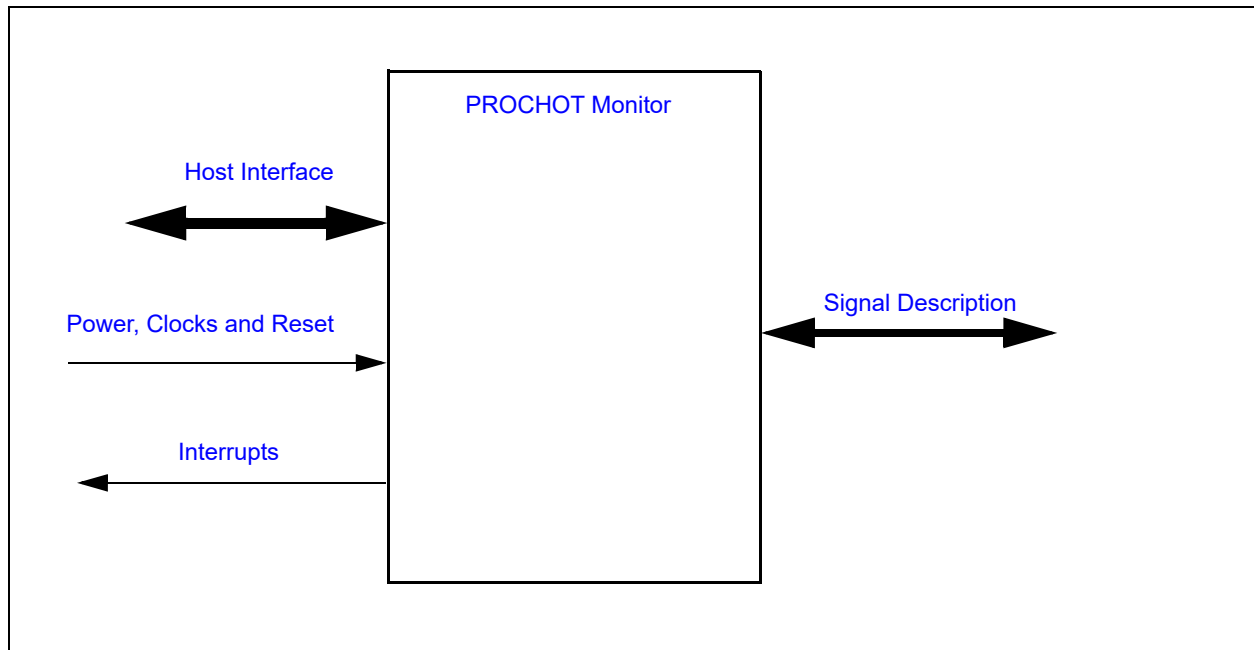 PROCHOT Monitor
Host Interface
Signal Description
Power, Clocks and Reset
Interrupts